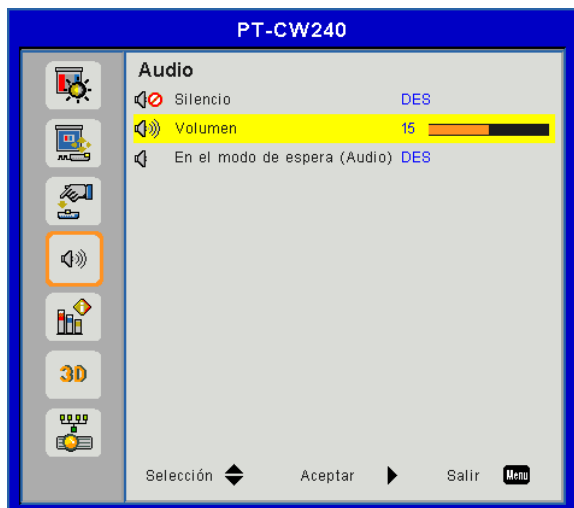 PT-CW240
Audio
Silencio DES
Volumen 15
En el modo de espera (Audio) DES
3D
Selección Aceptar Salir Menu